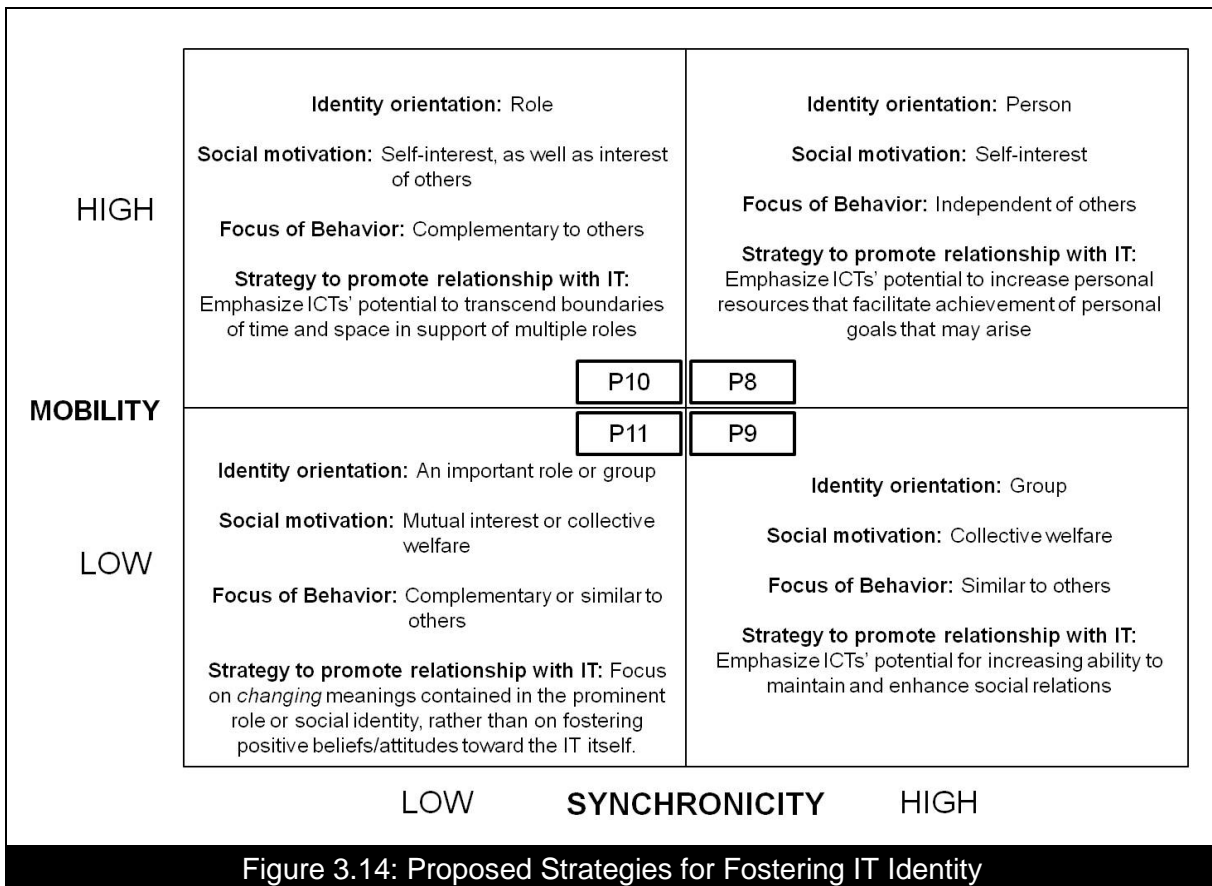 Identity orientation: Role
Social motivation: Self-interest, as well as interest
of others
Focus of Behavior: Complementary to others
Strategy to promote relationship with IT:
Emphasize ICTs' potential to transcend boundaries
of time and space in support of multiple roles
P10
Identity orientation: Person
Social motivation: Self-interest
Focus of Behavior: Independent of others
Strategy to promote relationship with IT:
Emphasize ICTs' potential to increase personal
resources that facilitate achievement of personal
goals that may arise
P8
HIGH
MOBILITY
LOW
P11
Identity orientation: An important role or group
Social motivation: Mutual interest or collective
welfare
Focus of Behavior: Complementary or similar to
others
Strategy to promote relationship with IT: Focus
on changing meanings contained in the prominent
role or social identity, rather than on fostering
positive beliefs/attitudes toward the IT itself.
P9
Identity orientation: Group
Social motivation: Collective welfare
Focus of Behavior: Similar to others
Strategy to promote relationship with IT:
Emphasize ICTs' potential for increasing ability to
maintain and enhance social relations
LOW SYNCHRONICITY HIGH
Figure 3.14: Proposed Strategies for Fostering IT Identity